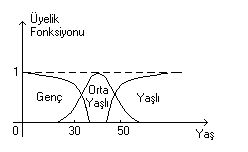 Üyelik
Fonksiyonu
1
Genç
Orta
Yaşlı
Yaşlı
0
30
50
Yaş